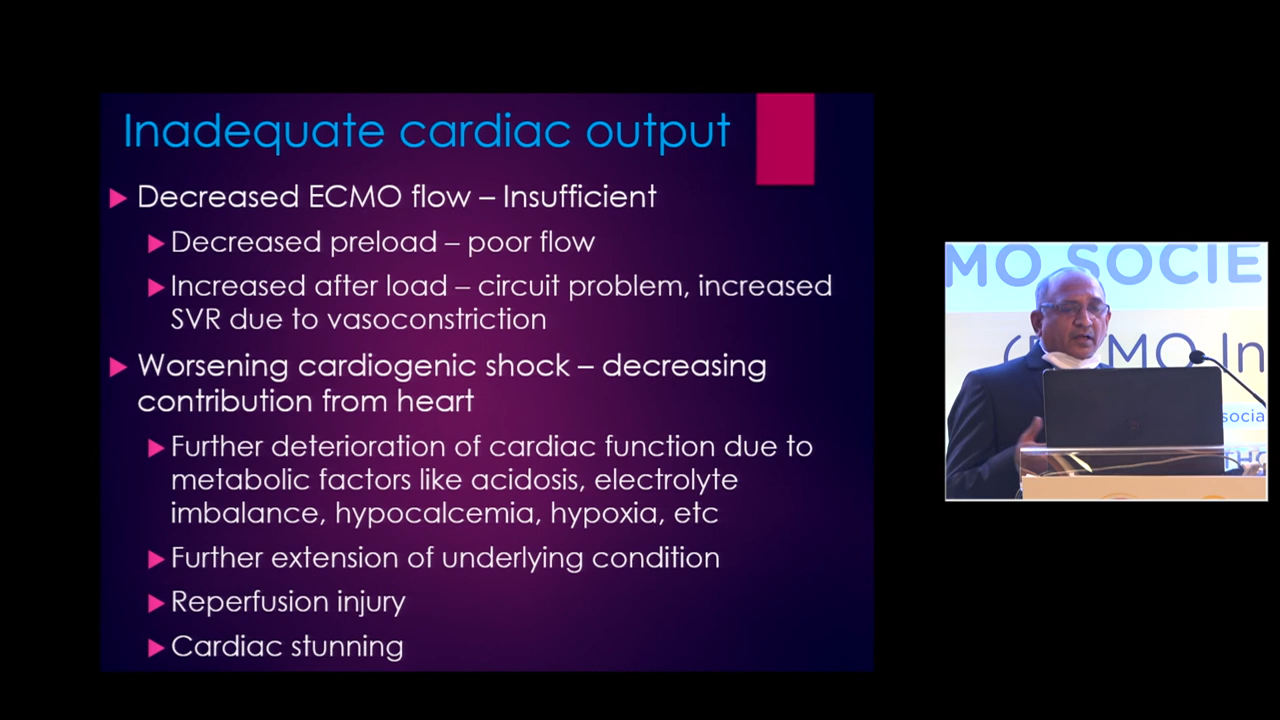 Inadequate cardiac output
Decreased ECMO flow – Insufficient
Decreased preload – poor flow
Increased after load – circuit problem, increased
SVR due to vasoconstriction
Worsening cardiogenic shock – decreasing
contribution from heart
Further deterioration of cardiac function due to
metabolic factors like acidosis, electrolyte
imbalance, hypocalcemia, hypoxia, etc
Further extension of underlying condition
Reperfusion injury
Cardiac stunning
MO SOCIE
MO In
socia